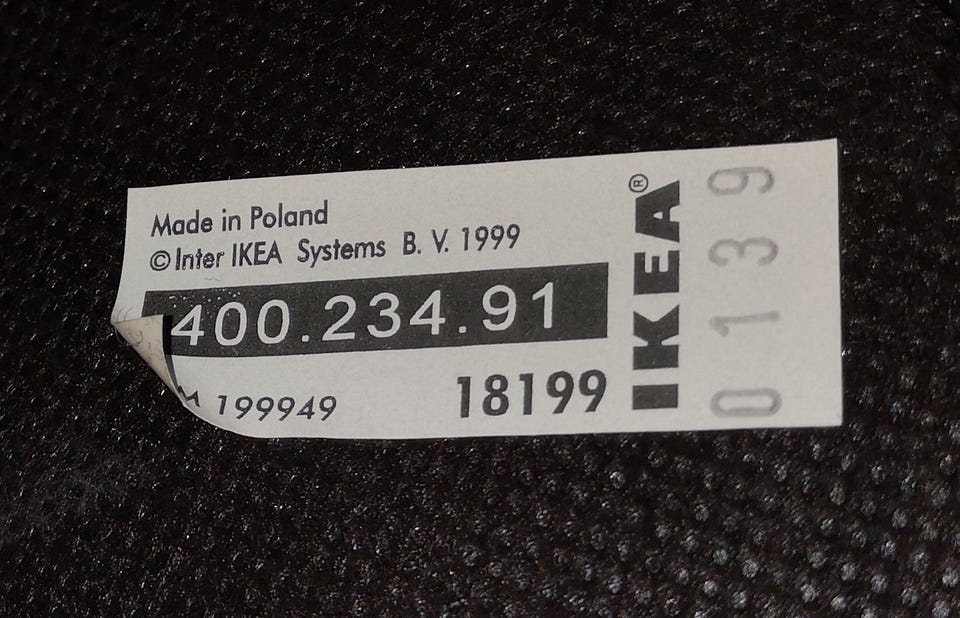 Made in Poland
© Inter IKEA Systems B. V. 1999
400.234.91
199949
18199
IKEA®
0139